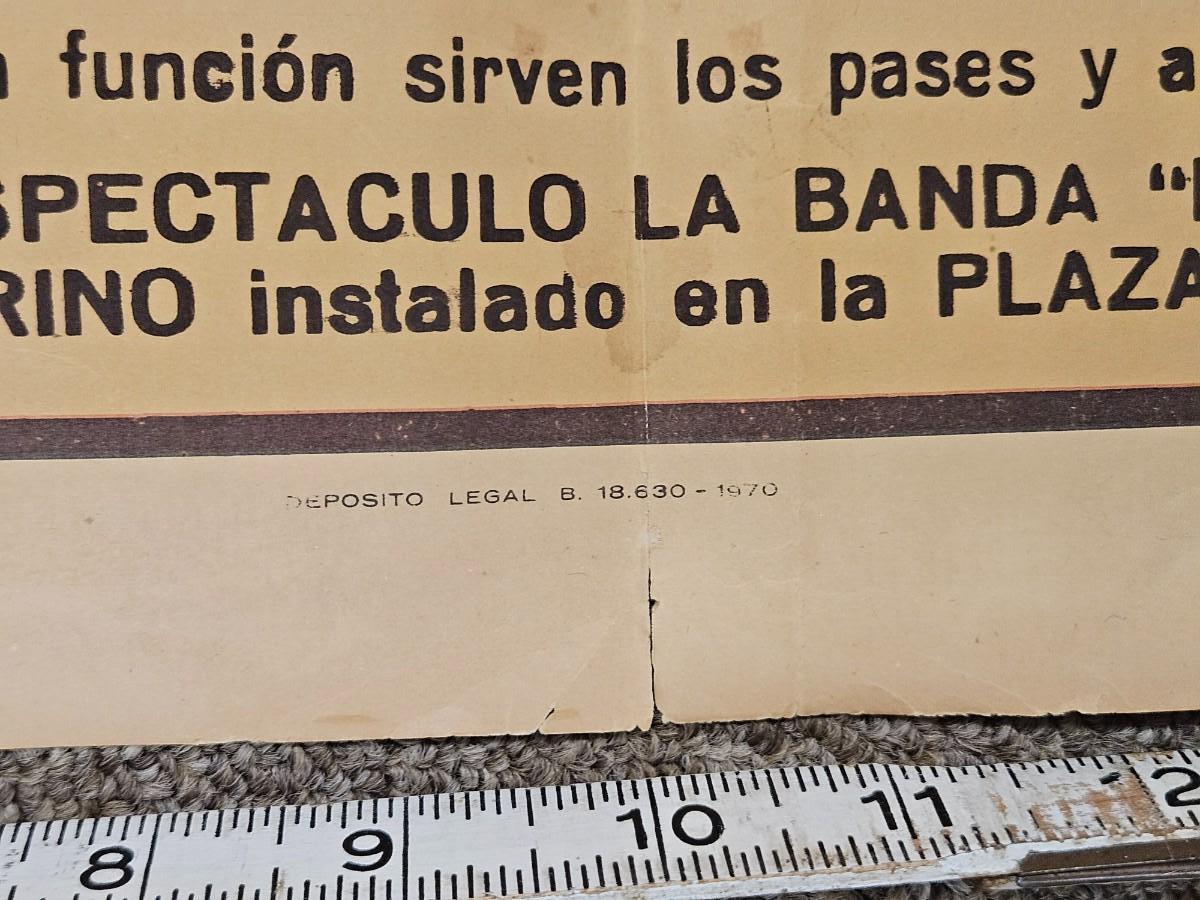 función sirven los pases y
SPECTACULO LA BANDA "
RINO instalado en la PLAZA
DEPOSITO LEGAL B. 18.630 - 1970
8 9 10 11 12